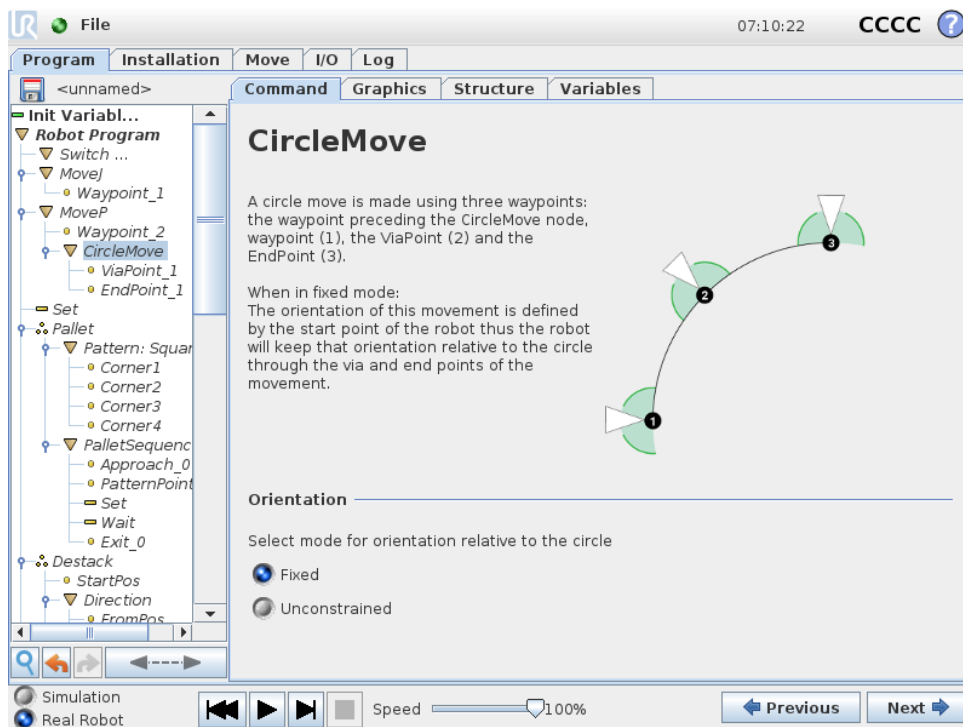 UR File 07:10:22 CCCC ?
Program Installation Move I/O Log
<unnamed>
Command Graphics Structure Variables
Init Variabl...
Robot Program
Switch ...
MoveJ
Waypoint_1
MoveP
Waypoint_2
CircleMove
ViaPoint_1
EndPoint_1
Set
Pallet
Pattern: Squar
Corner1
Corner2
Corner3
Corner4
PalletSequenc
Approach_0
PatternPoint
Set
Wait
Exit_0
Destack
StartPos
Direction
FromPos
CircleMove
A circle move is made using three waypoints:
the waypoint preceding the CircleMove node,
waypoint (1), the ViaPoint (2) and the
EndPoint (3).
When in fixed mode:
The orientation of this movement is defined
by the start point of the robot thus the robot
will keep that orientation relative to the circle
through the via and end points of the
movement.
3
2
1
Orientation
Select mode for orientation relative to the circle
Fixed
Unconstrained
Simulation
Real Robot
Speed 100%
Previous
Next